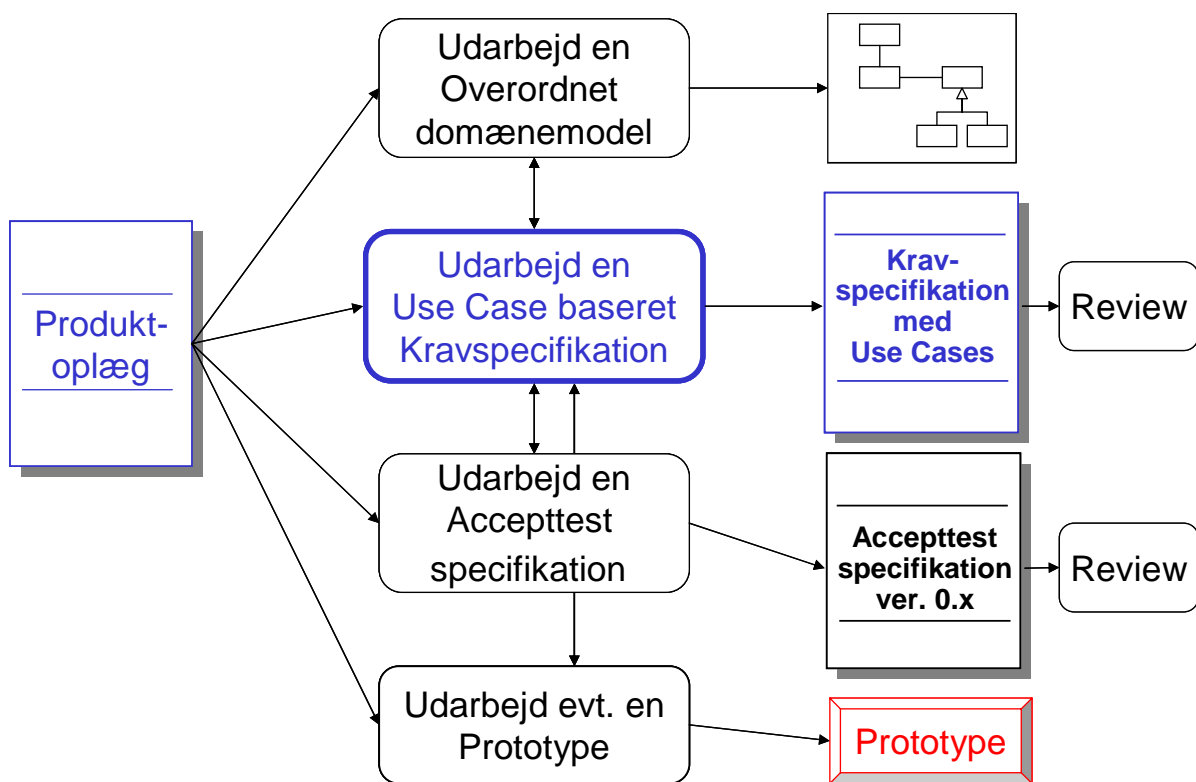 Udarbejd en
Overordnet
domænemodel
Produkt-
oplæg
Udarbejd en
Use Case baseret
Kravspecifikation
Krav-
specifikation
med
Use Cases
Review
Udarbejd en
Accepttest
specifikation
Accepttest
specifikation
ver. 0.x
Review
Udarbejd evt. en
Prototype
Prototype